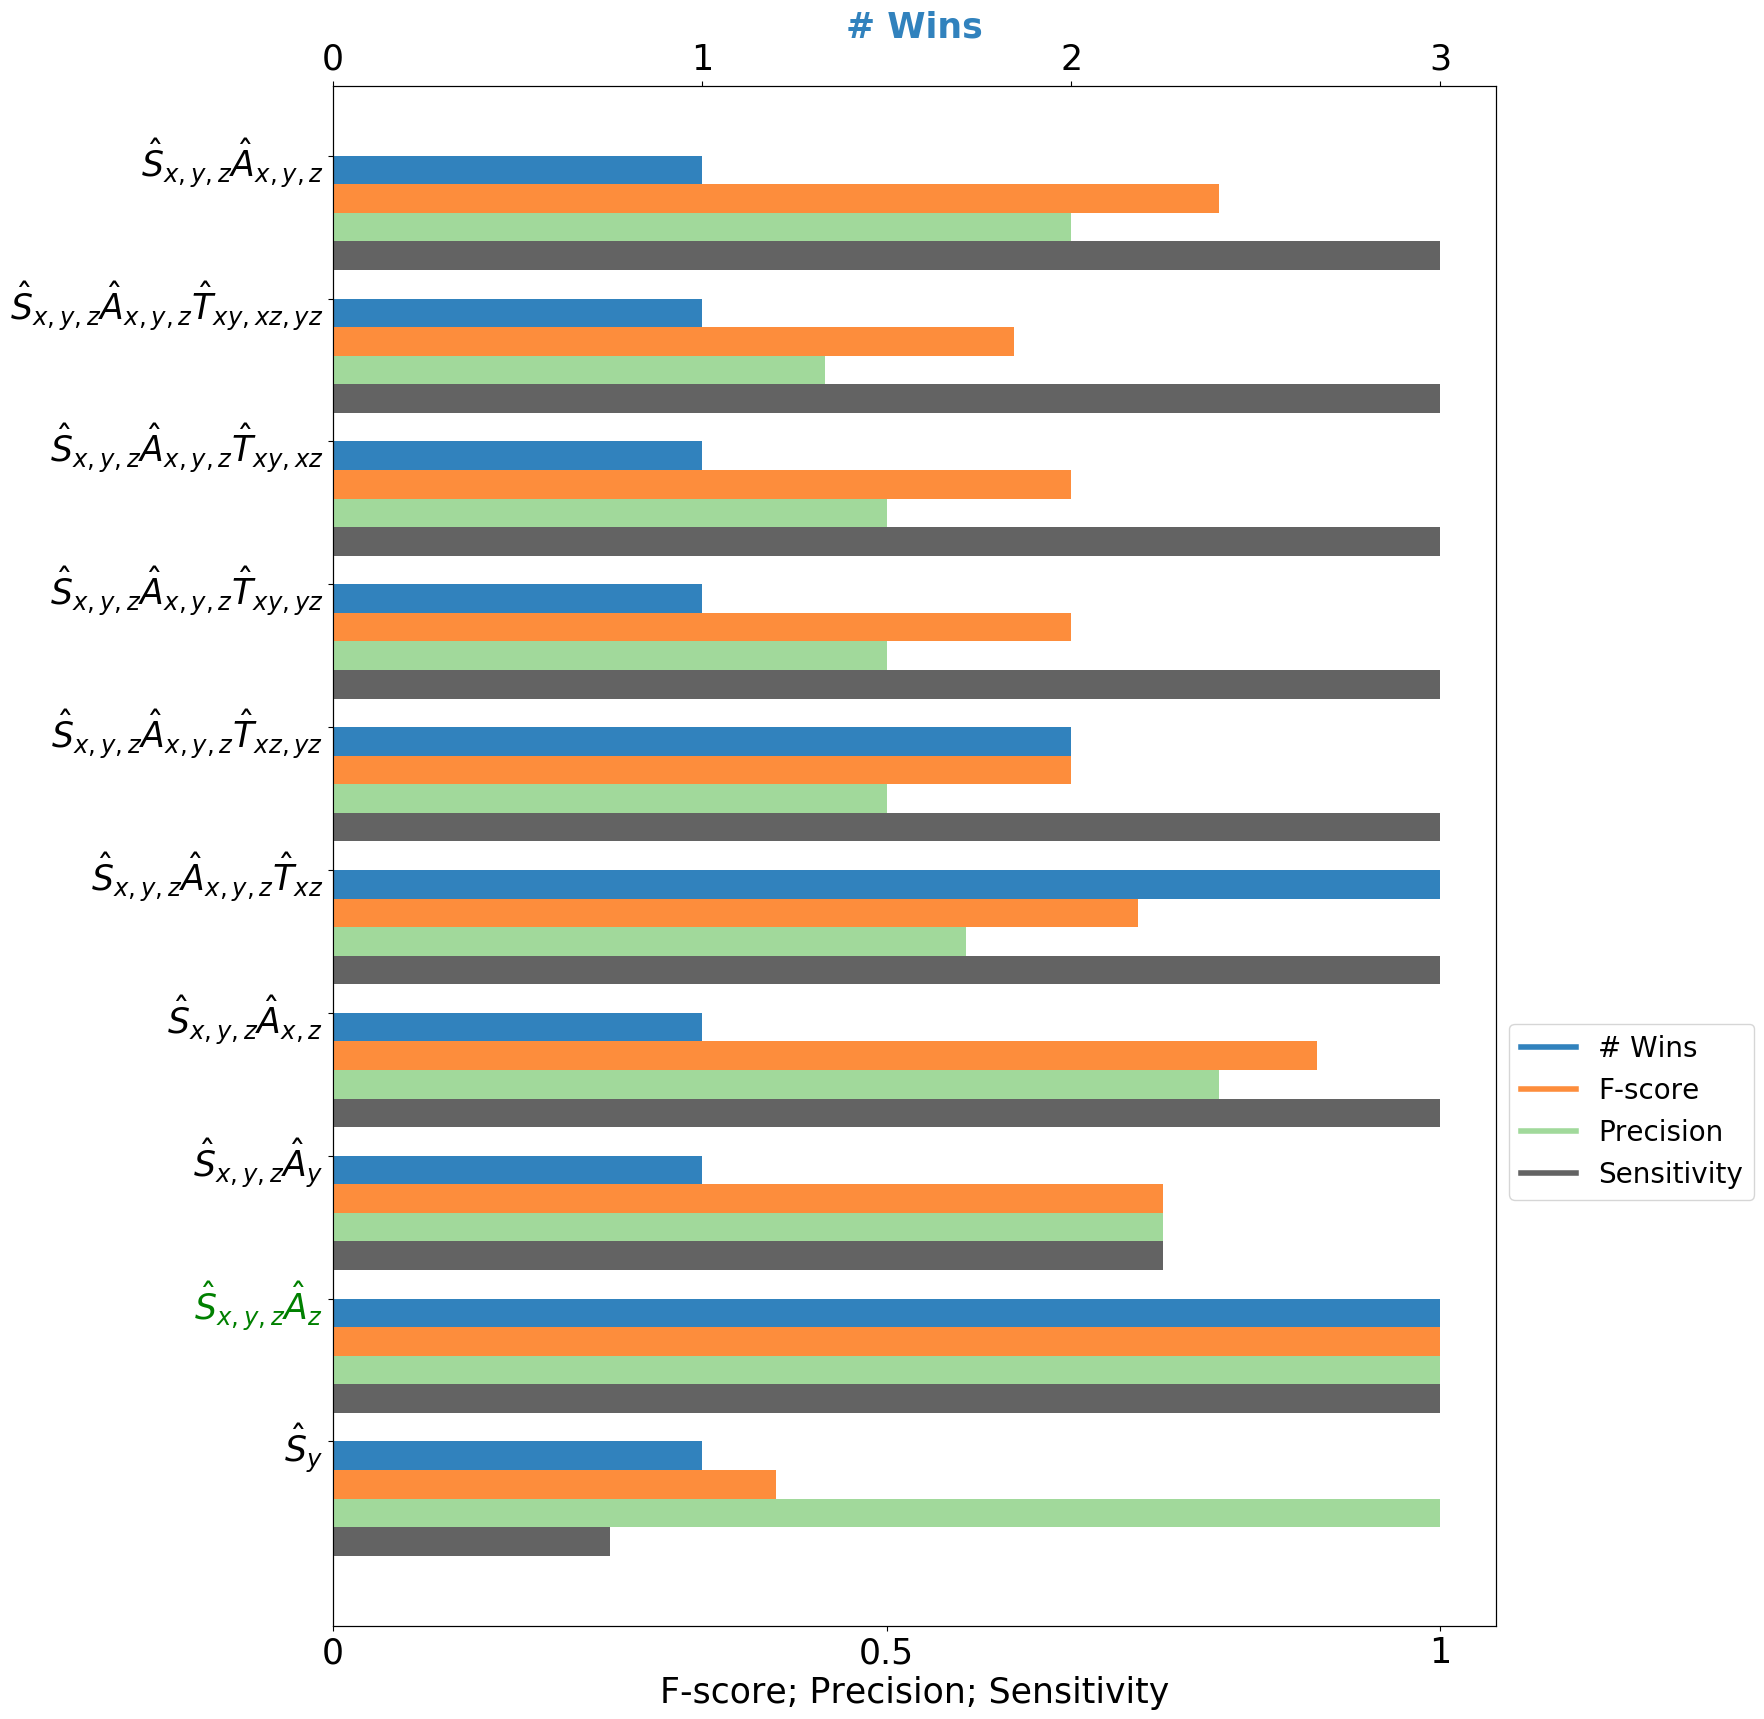 # Wins
0 1 2 3
Ŝx,y,zÂx,y,z
Ŝx,y,zÂx,y,zT̂xy,xz,yz
Ŝx,y,zÂx,y,zT̂xy,xz
Ŝx,y,zÂx,y,zT̂xy,yz
Ŝx,y,zÂx,y,zT̂xz,yz
Ŝx,y,zÂx,y,zT̂xz
Ŝx,y,zÂx,z
Ŝx,y,zÂy
Ŝx,y,zÂz
Ŝy
# Wins
F-score
Precision
Sensitivity
0 0.5 1
F-score; Precision; Sensitivity